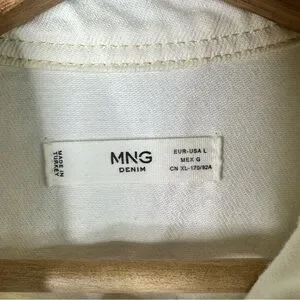 MADE IN
TURKEY
MNG
DENIM
EUR-USA L
MEX G
CN XL-170/92A